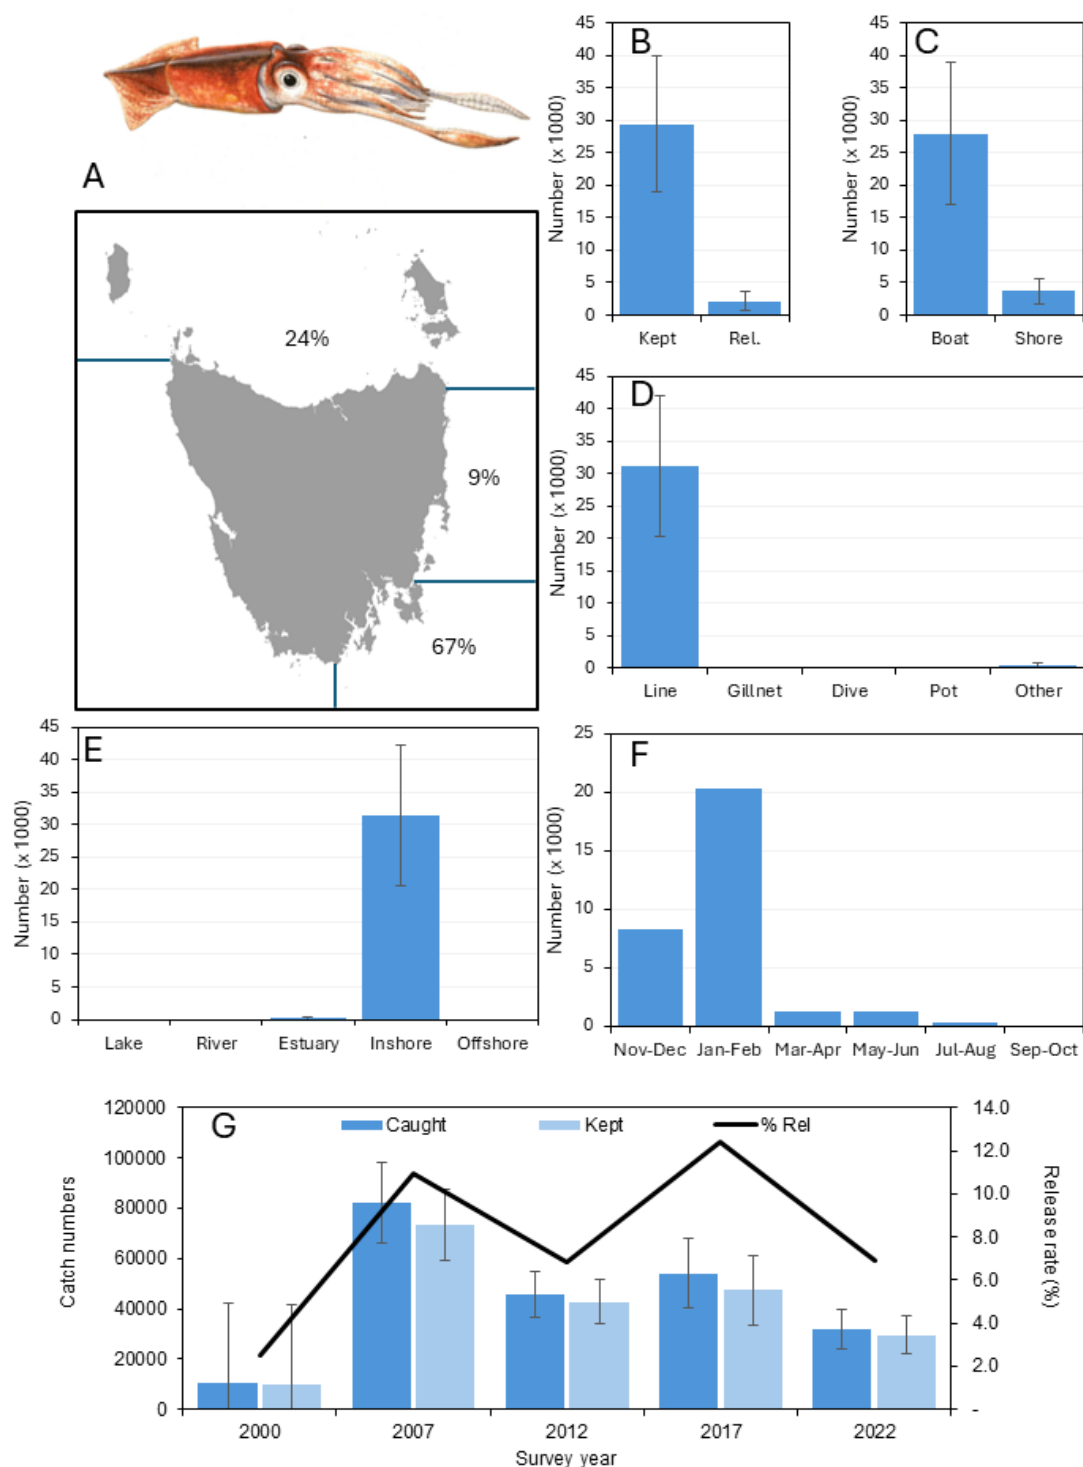 A
24%
9%
67%
B
Number (x 1000)
45
40
35
30
25
20
15
10
5
0
Kept Rel.
C
Number (x 1000)
45
40
35
30
25
20
15
10
5
0
Boat Shore
D
Number (x 1000)
45
40
35
30
25
20
15
10
5
0
Line Gillnet Dive Pot Other
E
Number (x 1000)
45
40
35
30
25
20
15
10
5
0
Lake River Estuary Inshore Offshore
F
Number (x 1000)
25
20
15
10
5
0
Nov-Dec Jan-Feb Mar-Apr May-Jun Jul-Aug Sep-Oct
G
Caught Kept % Rel
Catch numbers
120000
100000
80000
60000
40000
20000
0
14.0
12.0
10.0
8.0
6.0
4.0
2.0
-
Release rate (%)
2000 2007 2012 2017 2022
Survey year